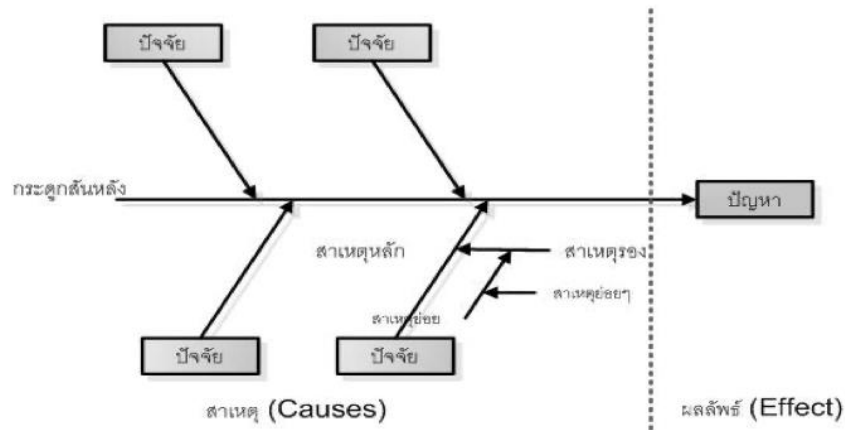 ปัจจัย
ปัจจัย
กระดูกสันหลัง
ปัญหา
สาเหตุหลัก
สาเหตุรอง
สาเหตุย่อยๆ
สาเหตุย่อย
ปัจจัย
ปัจจัย
สาเหตุ (Causes)
ผลลัพธ์ (Effect)